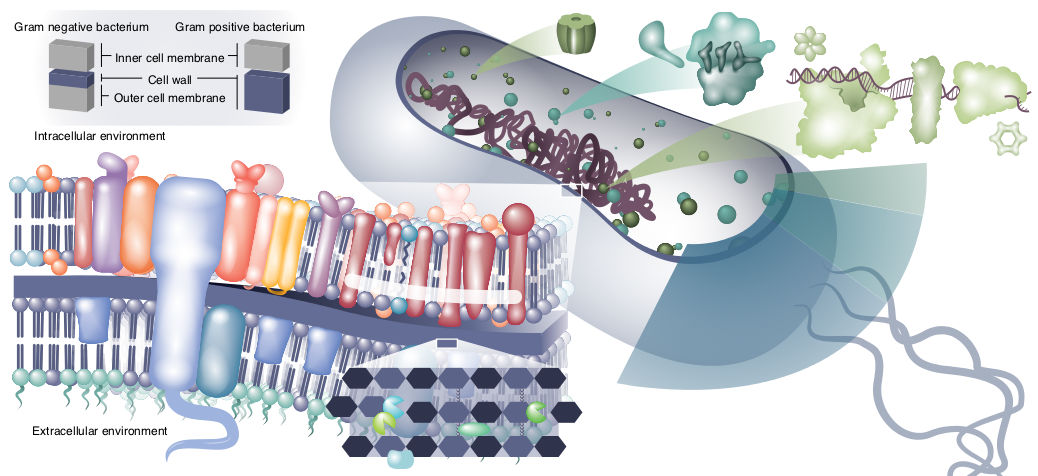 Gram negative bacterium
Gram positive bacterium
Inner cell membrane
Cell wall
Outer cell membrane
Intracellular environment
Extracellular environment